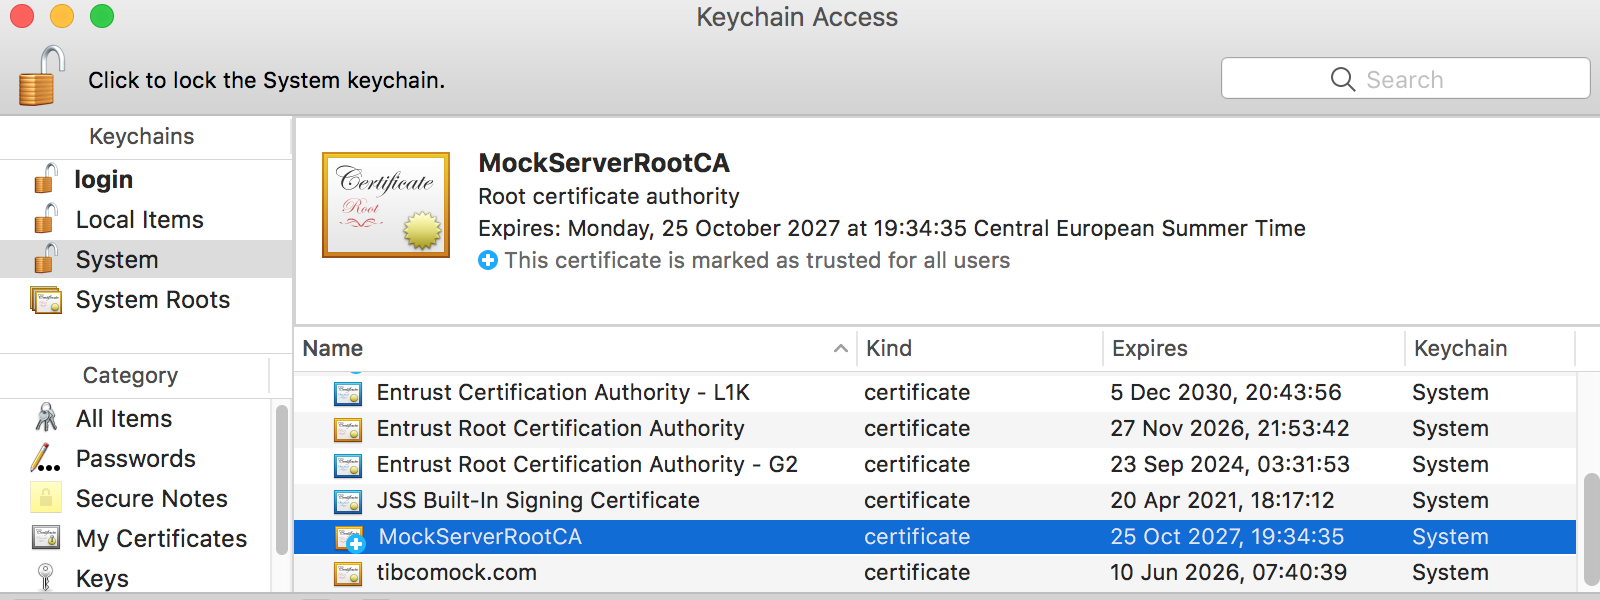 Keychain Access
Click to lock the System keychain.
Search
Keychains
login
Local Items
System
System Roots
Category
All Items
Passwords
Secure Notes
My Certificates
Keys
Certificate
Root
MockServerRootCA
Root certificate authority
Expires: Monday, 25 October 2027 at 19:34:35 Central European Summer Time
This certificate is marked as trusted for all users
Name Kind Expires Keychain
Entrust Certification Authority - L1K certificate 5 Dec 2030, 20:43:56 System
Entrust Root Certification Authority certificate 27 Nov 2026, 21:53:42 System
Entrust Root Certification Authority - G2 certificate 23 Sep 2024, 03:31:53 System
JSS Built-In Signing Certificate certificate 20 Apr 2021, 18:17:12 System
MockServerRootCA certificate 25 Oct 2027, 19:34:35 System
tibcomock.com certificate 10 Jun 2026, 07:40:39 System